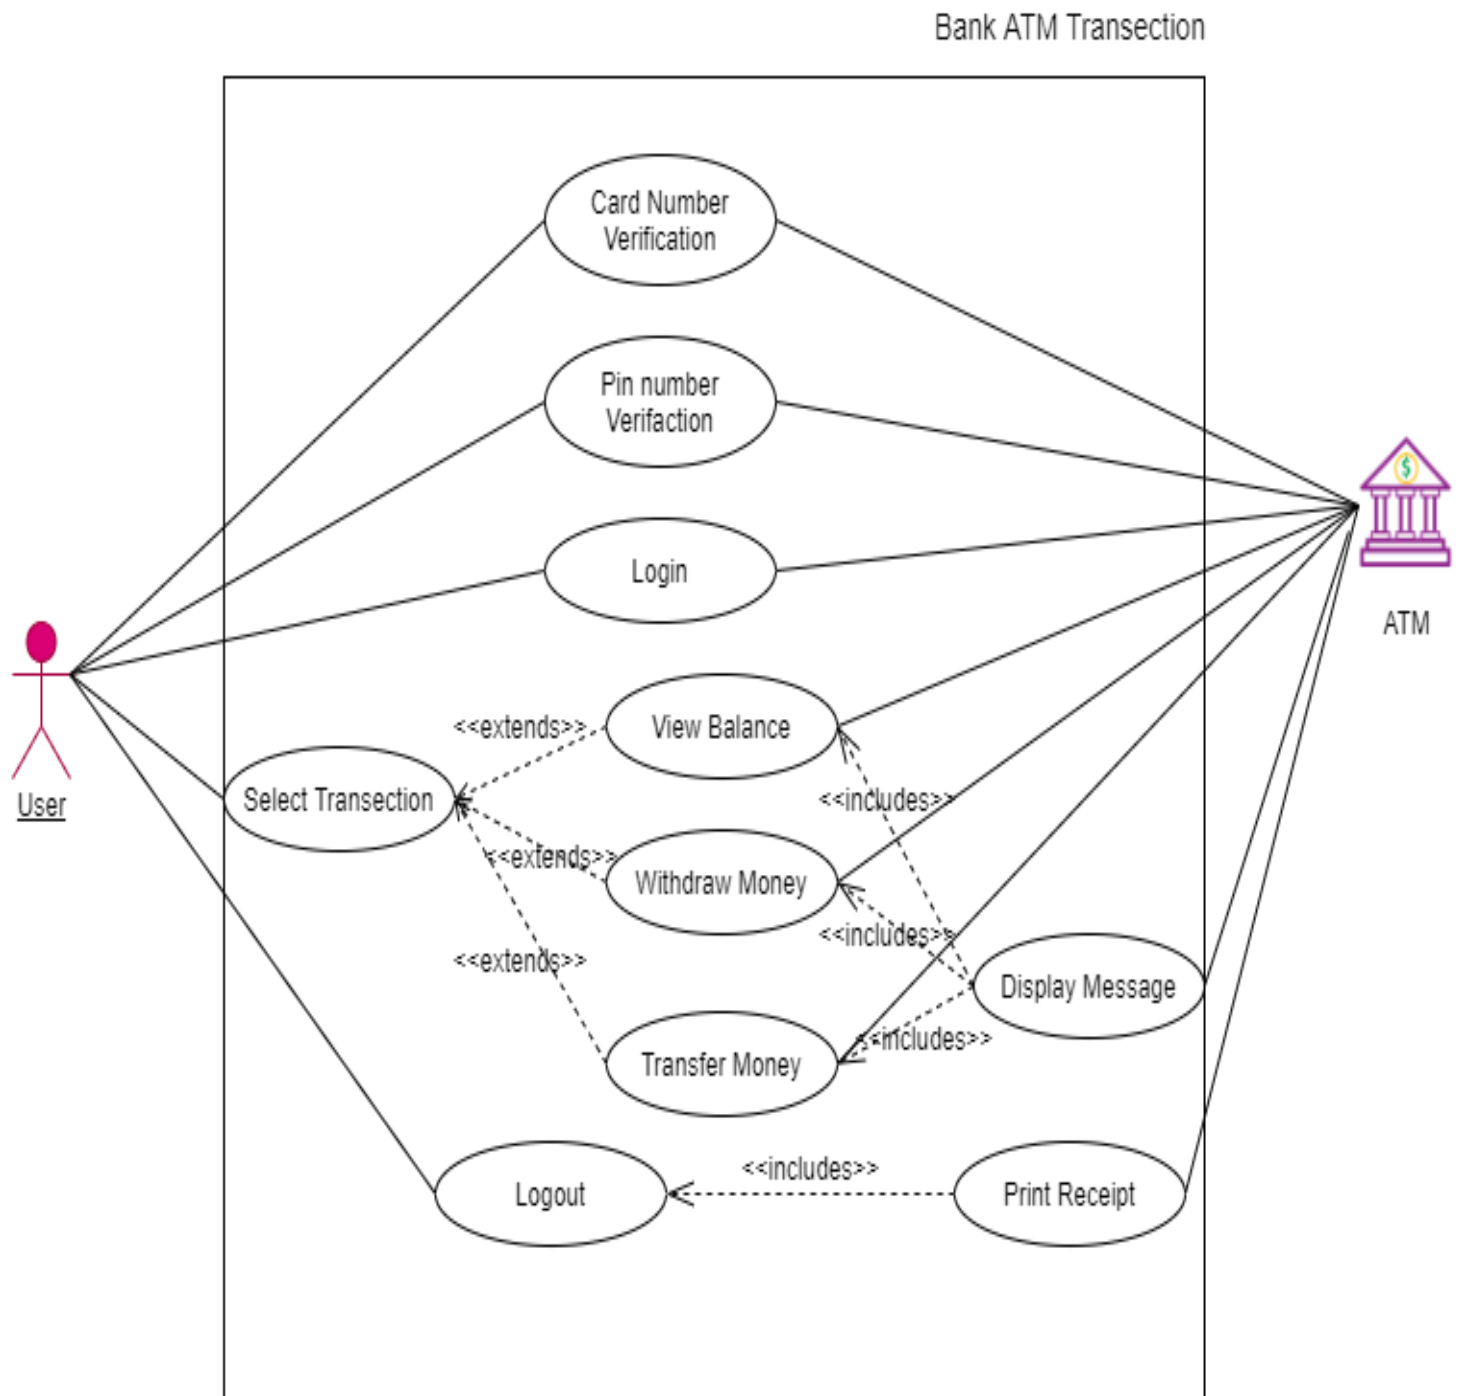 Bank ATM Transection
Card Number
Verification
Pin number
Verifaction
Login
ATM
<<extends>>
View Balance
User
Select Transection
<<includes>>
<<extends>>
Withdraw Money
<<includes>>
<<extends>>
Display Message
<<includes>>
Transfer Money
<<includes>>
Logout
Print Receipt